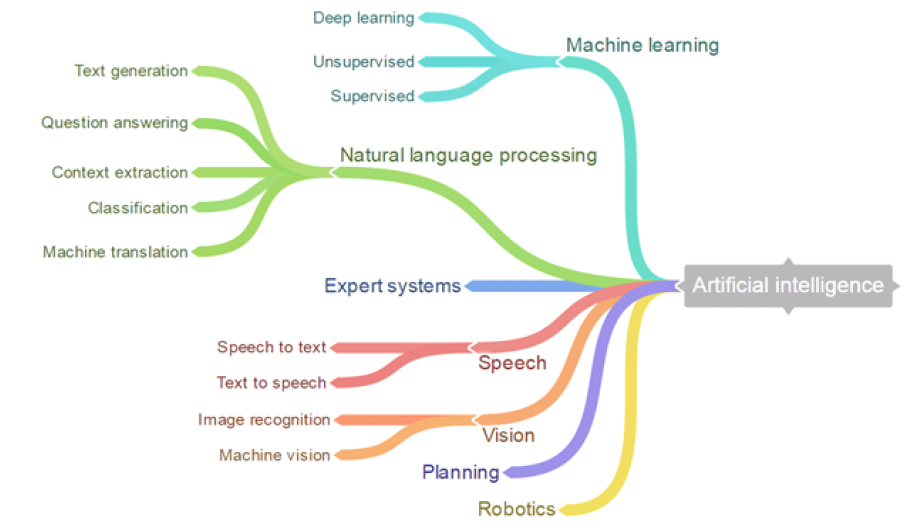 Deep learning
Machine learning
Unsupervised
Supervised
Text generation
Question answering
Natural language processing
Context extraction
Classification
Machine translation
Expert systems
Artificial intelligence
Speech to text
Speech
Text to speech
Image recognition
Vision
Machine vision
Planning
Robotics